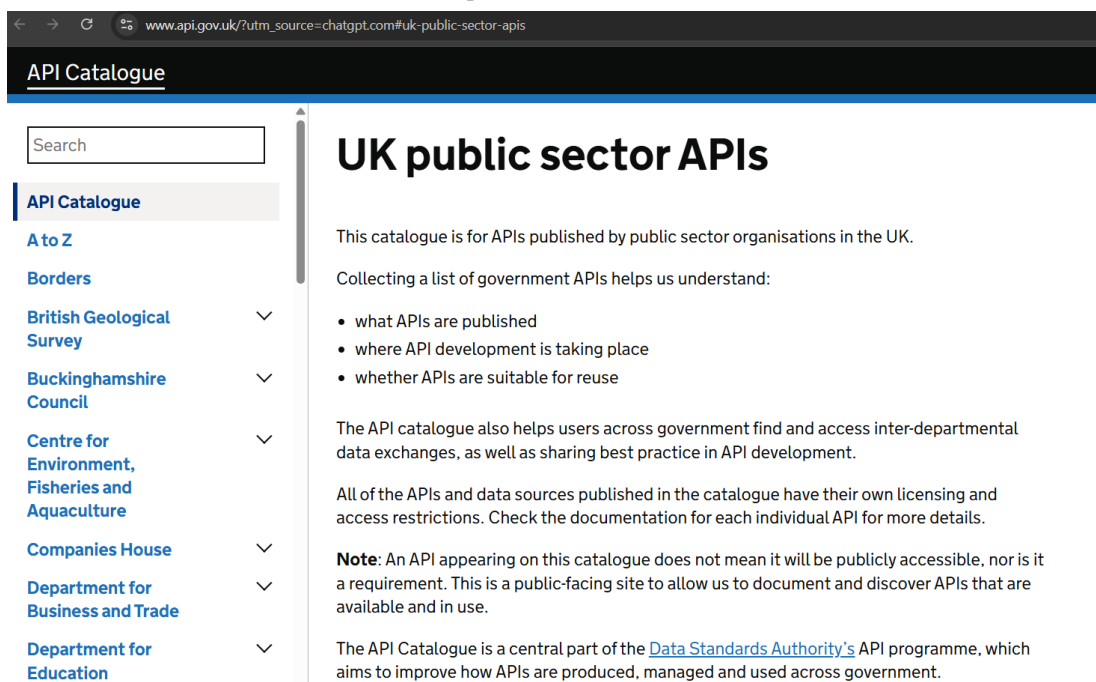 www.api.gov.uk/?utm_source=chatgpt.com#uk-public-sector-apis
API Catalogue
Search
API Catalogue
A to Z
Borders
British Geological
Survey
Buckinghamshire
Council
Centre for
Environment,
Fisheries and
Aquaculture
Companies House
Department for
Business and Trade
Department for
Education
UK public sector APIs
This catalogue is for APIs published by public sector organisations in the UK.
Collecting a list of government APIs helps us understand:
• what APIs are published
• where API development is taking place
• whether APIs are suitable for reuse
The API catalogue also helps users across government find and access inter-departmental
data exchanges, as well as sharing best practice in API development.
All of the APIs and data sources published in the catalogue have their own licensing and
access restrictions. Check the documentation for each individual API for more details.
Note: An API appearing on this catalogue does not mean it will be publicly accessible, nor is it
a requirement. This is a public-facing site to allow us to document and discover APIs that are
available and in use.
The API Catalogue is a central part of the Data Standards Authority's API programme, which
aims to improve how APIs are produced, managed and used across government.